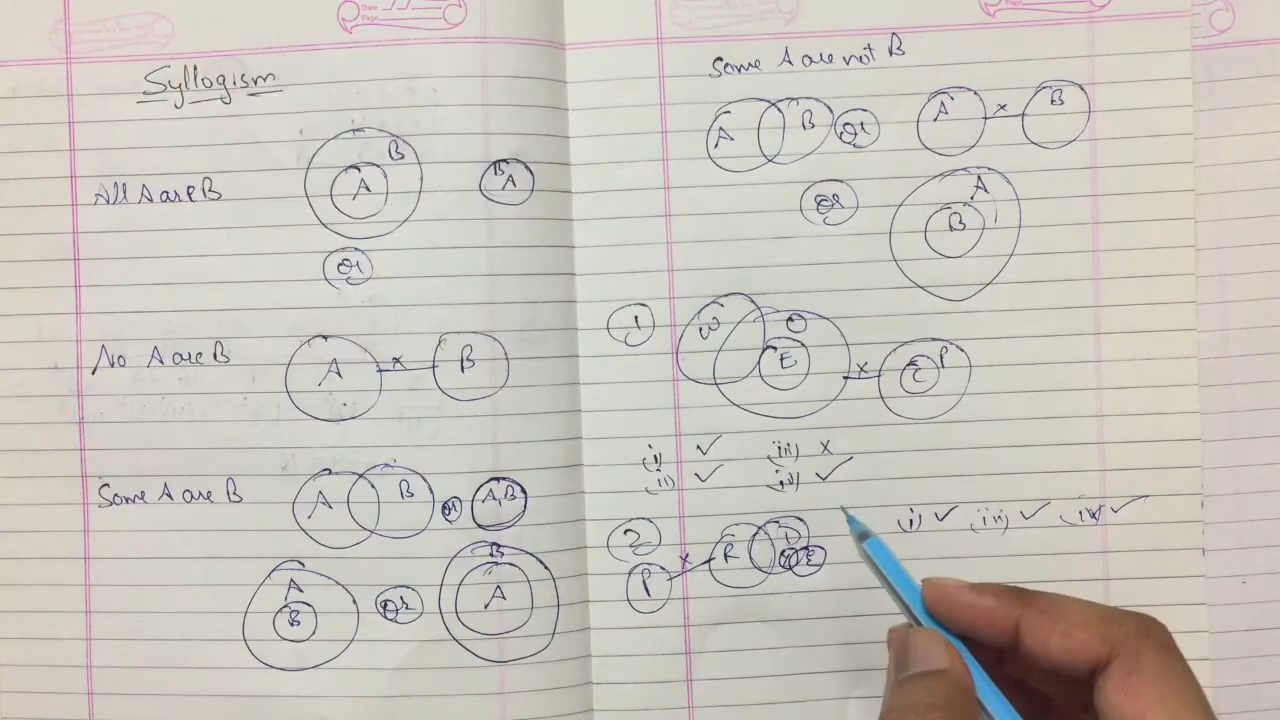 Syllogism
All A are B
B
A
B
A
or
No A are B
A
x
B
Some A are B
A
B
or
A, B
A
B
or
B
A
Some A are not B
A
B
or
A
x
B
or
A
B
1
W
O
E
x
C
P
(i) ✓
(iii) x
(ii) ✓
(iv) ✓
2
P
x
R
D
E
(i) ✓ (iii) ✓ (iv) ✓